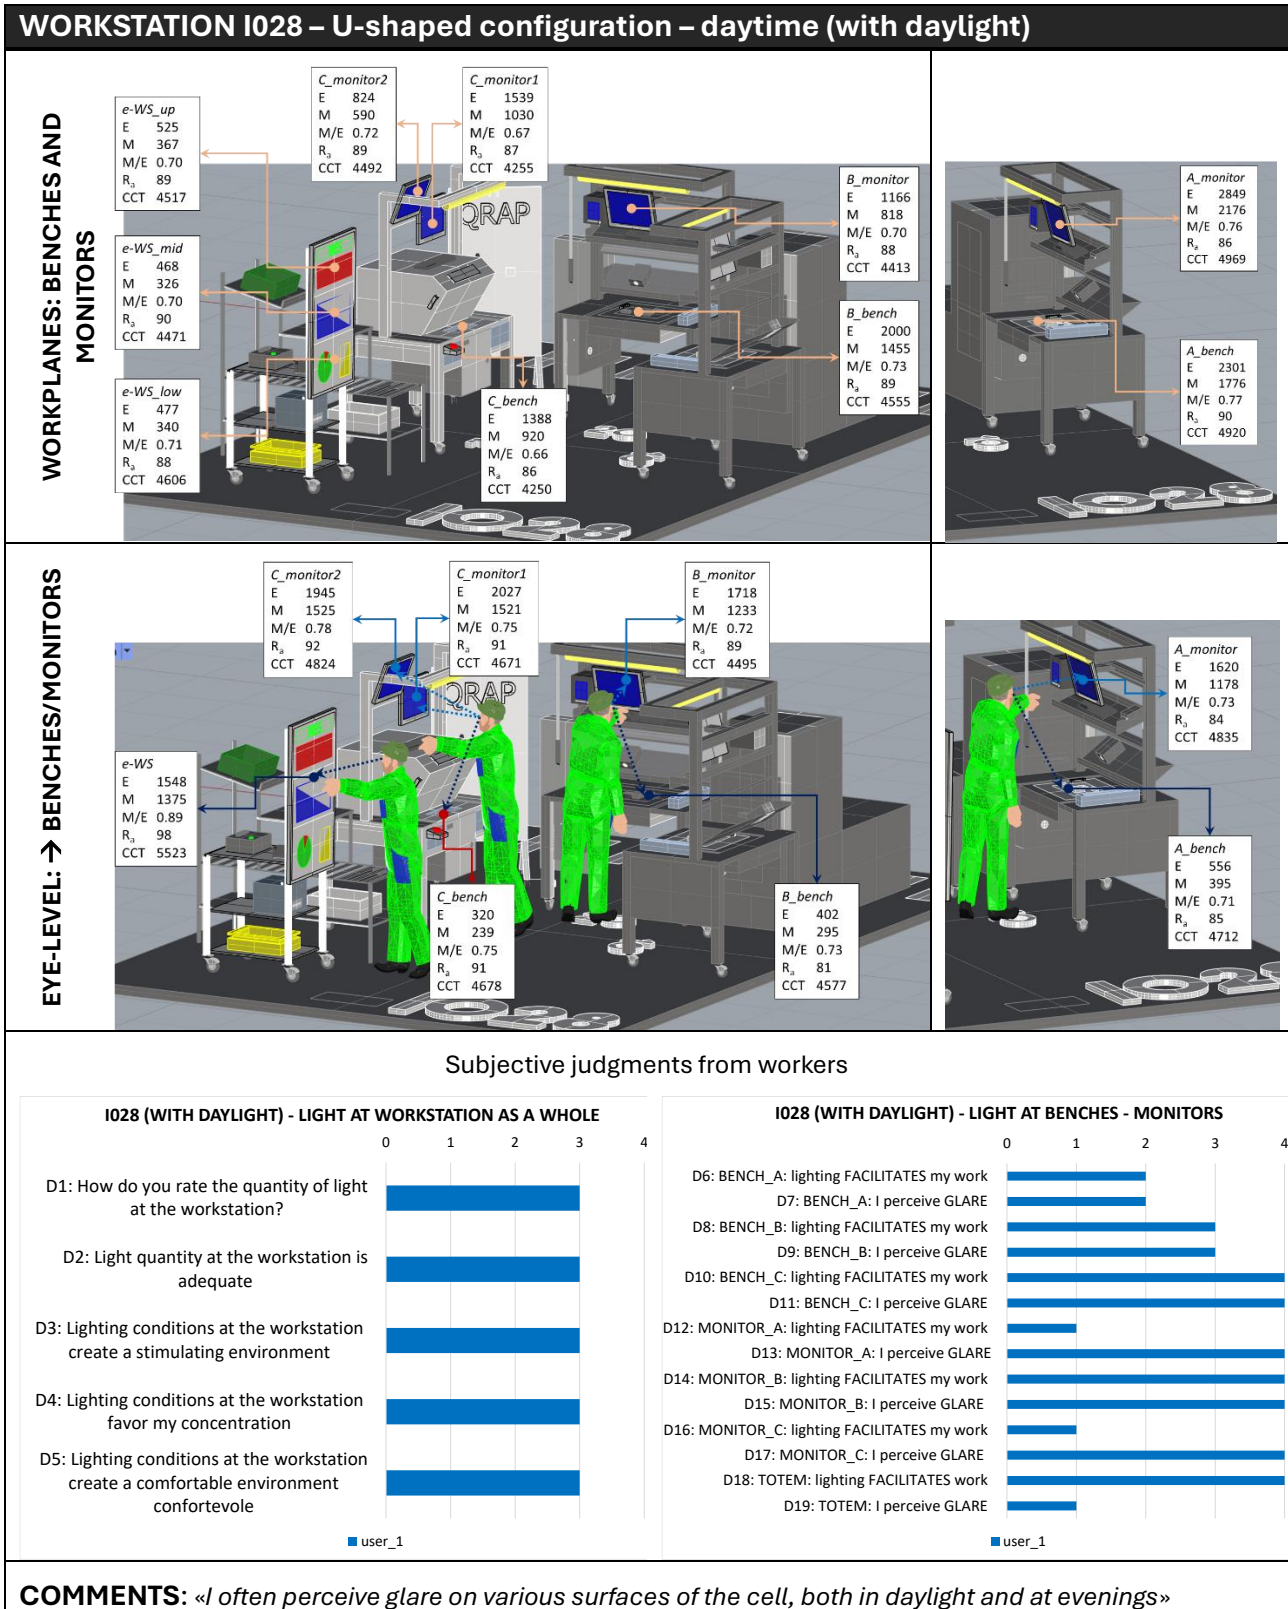 WORKSTATION I028 – U-shaped configuration – daytime (with daylight)
WORKPLANES: BENCHES AND
MONITORS
e-WS_up
E 525
M 367
M/E 0.70
Ra 89
CCT 4517
C_monitor2
E 824
M 590
M/E 0.72
Ra 89
CCT 4492
C_monitor1
E 1539
M 1030
M/E 0.67
Ra 87
CCT 4255
e-WS_mid
E 468
M 326
M/E 0.70
Ra 90
CCT 4471
e-WS_low
E 477
M 340
M/E 0.71
Ra 88
CCT 4606
C_bench
E 1388
M 920
M/E 0.66
Ra 86
CCT 4250
QRAP
B_monitor
E 1166
M 818
M/E 0.70
Ra 88
CCT 4413
B_bench
E 2000
M 1455
M/E 0.73
Ra 89
CCT 4555
1028
A_monitor
E 2849
M 2176
M/E 0.76
Ra 86
CCT 4969
A_bench
E 2301
M 1776
M/E 0.77
Ra 90
CCT 4920
1028
EYE-LEVEL: → BENCHES/MONITORS
C_monitor2
E 1945
M 1525
M/E 0.78
Ra 92
CCT 4824
C_monitor1
E 2027
M 1521
M/E 0.75
Ra 91
CCT 4671
B_monitor
E 1718
M 1233
M/E 0.72
Ra 89
CCT 4495
QRAP
e-WS
E 1548
M 1375
M/E 0.89
Ra 98
CCT 5523
C_bench
E 320
M 239
M/E 0.75
Ra 91
CCT 4678
B_bench
E 402
M 295
M/E 0.73
Ra 81
CCT 4577
1028
A_monitor
E 1620
M 1178
M/E 0.73
Ra 84
CCT 4835
A_bench
E 556
M 395
M/E 0.71
Ra 85
CCT 4712
Subjective judgments from workers
I028 (WITH DAYLIGHT) - LIGHT AT WORKSTATION AS A WHOLE
0 1 2 3 4
D1: How do you rate the quantity of light
at the workstation?
D2: Light quantity at the workstation is
adequate
D3: Lighting conditions at the workstation
create a stimulating environment
D4: Lighting conditions at the workstation
favor my concentration
D5: Lighting conditions at the workstation
create a comfortable environment
confortevole
user_1
I028 (WITH DAYLIGHT) - LIGHT AT BENCHES - MONITORS
0 1 2 3 4
D6: BENCH_A: lighting FACILITATES my work
D7: BENCH_A: I perceive GLARE
D8: BENCH_B: lighting FACILITATES my work
D9: BENCH_B: I perceive GLARE
D10: BENCH_C: lighting FACILITATES my work
D11: BENCH_C: I perceive GLARE
D12: MONITOR_A: lighting FACILITATES my work
D13: MONITOR_A: I perceive GLARE
D14: MONITOR_B: lighting FACILITATES my work
D15: MONITOR_B: I perceive GLARE
D16: MONITOR_C: lighting FACILITATES my work
D17: MONITOR_C: I perceive GLARE
D18: TOTEM: lighting FACILITATES work
D19: TOTEM: I perceive GLARE
user_1
COMMENTS: «I often perceive glare on various surfaces of the cell, both in daylight and at evenings»